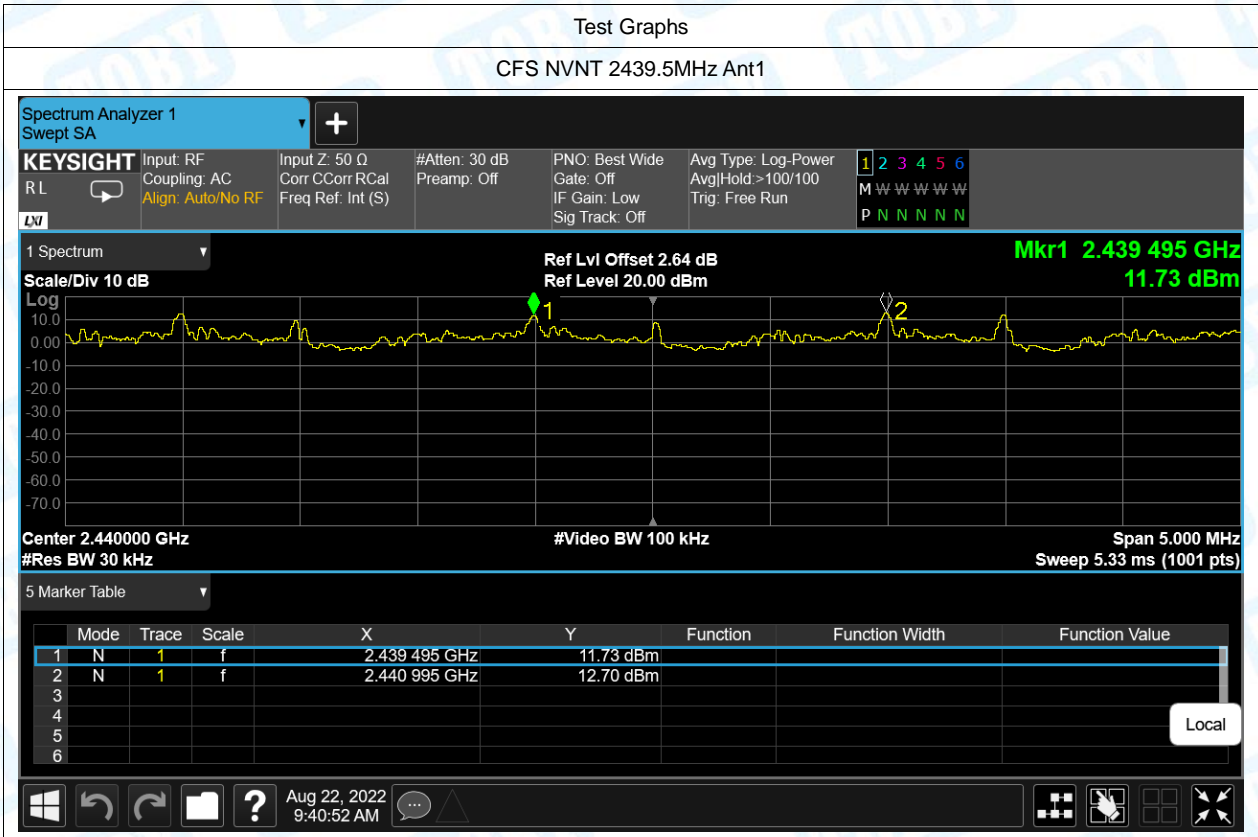 Test Graphs
CFS NVNT 2439.5MHz Ant1
Spectrum Analyzer 1
Swept SA
KEYSIGHT
RL
LXI
Input: RF
Coupling: AC
Align: Auto/No RF
Input Z: 50 Ω
Corr CCorr RCal
Freq Ref: Int (S)
#Atten: 30 dB
Preamp: Off
PNO: Best Wide
Gate: Off
IF Gain: Low
Sig Track: Off
Avg Type: Log-Power
Avg|Hold:>100/100
Trig: Free Run
1 2 3 4 5 6
M W W W W W
P N N N N N
1 Spectrum
Scale/Div 10 dB
Ref Lvl Offset 2.64 dB
Ref Level 20.00 dBm
Mkr1 2.439 495 GHz
11.73 dBm
Log
10.0
0.00
-10.0
-20.0
-30.0
-40.0
-50.0
-60.0
-70.0
1
2
Center 2.440000 GHz
#Res BW 30 kHz
#Video BW 100 kHz
Span 5.000 MHz
Sweep 5.33 ms (1001 pts)
5 Marker Table
Mode Trace Scale X Y Function Function Width Function Value
1 N 1 f 2.439 495 GHz 11.73 dBm
2 N 1 f 2.440 995 GHz 12.70 dBm
3
4
5
6
Local
?
Aug 22, 2022
9:40:52 AM
TOBY